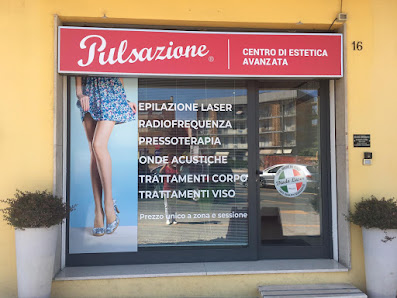 Pulsazione ®
CENTRO DI ESTETICA
AVANZATA
16
EPILAZIONE LASER
RADIOFREQUENZA
PRESSOTERAPIA
ONDE ACUSTICHE
TRATTAMENTI CORPO
TRATTAMENTI VISO
Prezzo unico a zona e sessione